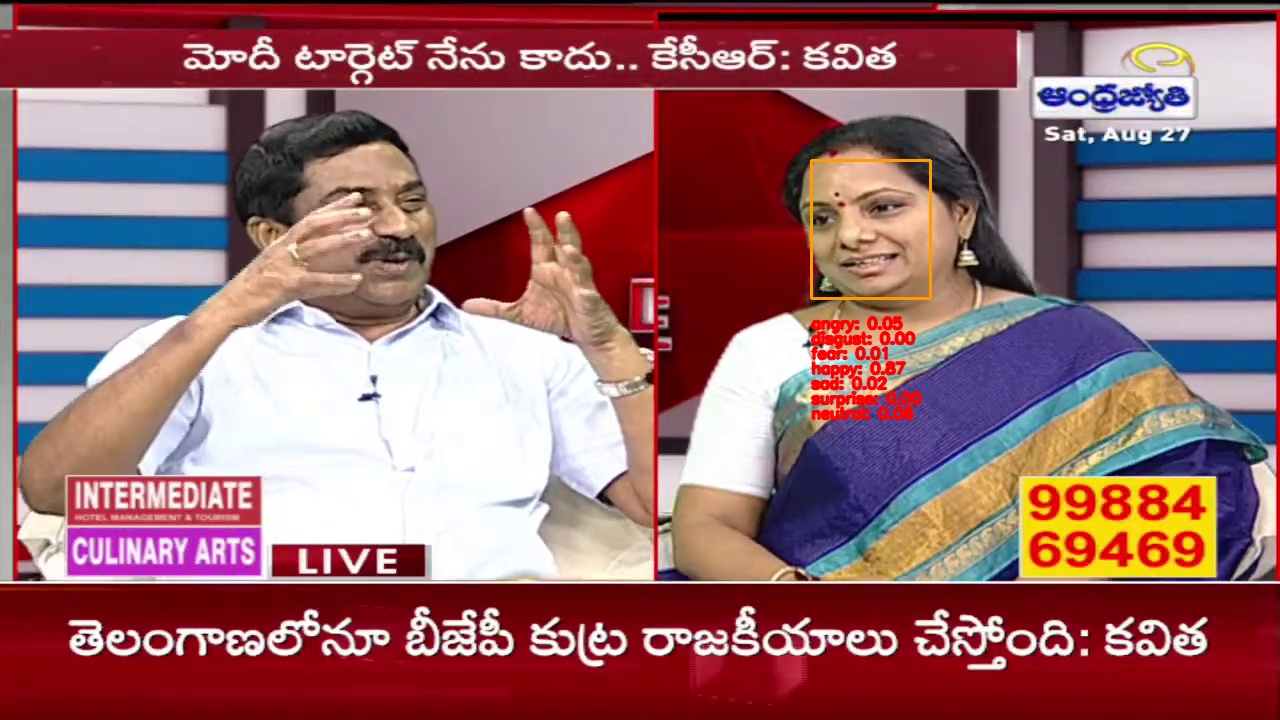 మోదీ టార్గెట్ నేను కాదు.. కేసీఆర్: కవిత
ఆంధ్రజ్యోతి
Sat, Aug 27
angry: 0.05
disgust: 0.00
fear: 0.01
happy: 0.87
sad: 0.02
surprise: 0.00
neutral: 0.06
INTERMEDIATE
HOTEL MANAGEMENT & TOURISM
CULINARY ARTS
LIVE
99884
69469
తెలంగాణలోనూ బీజేపీ కుట్ర రాజకీయాలు చేస్తోంది: కవిత